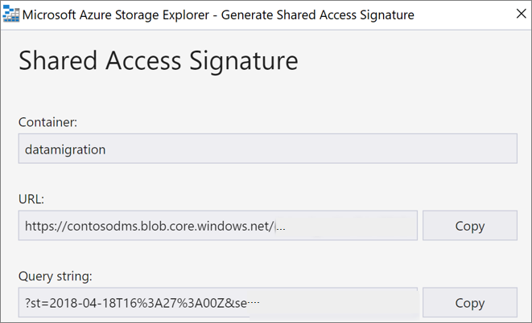 Microsoft Azure Storage Explorer - Generate Shared Access Signature
Shared Access Signature
Container:
datamigration
URL:
https://contosodms.blob.core.windows.net/...
Copy
Query string:
?st=2018-04-18T16%3A27%3A00Z&se····
Copy